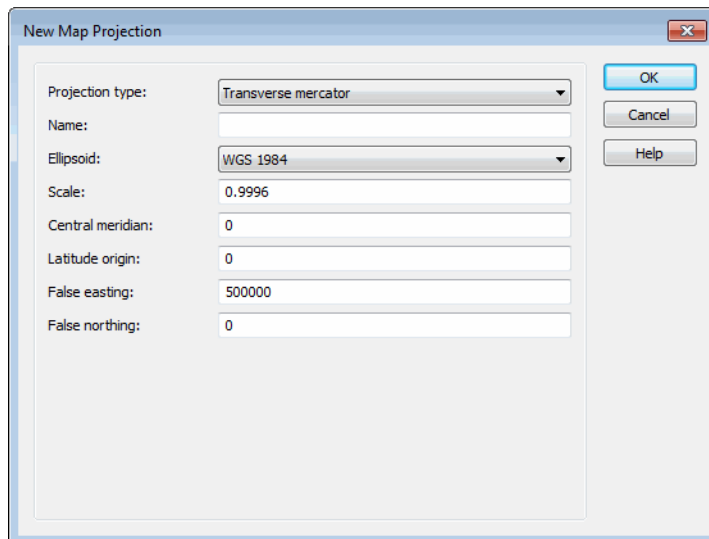 New Map Projection
Projection type: Transverse mercator
OK
Name:
Cancel
Ellipsoid: WGS 1984
Help
Scale: 0.9996
Central meridian: 0
Latitude origin: 0
False easting: 500000
False northing: 0